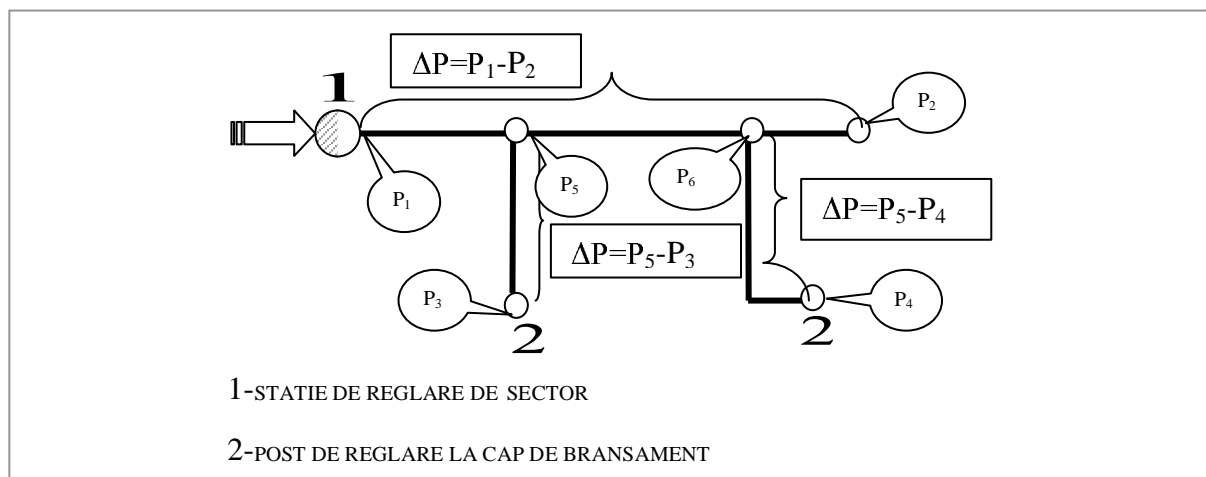 ΔP=P₁-P₂
1
P₂
P₁
P₅
P₆
ΔP=P₅-P₄
ΔP=P₅-P₃
P₃
P₄
2
2
1-STATIE DE REGLARE DE SECTOR
2-POST DE REGLARE LA CAP DE BRANSAMENT